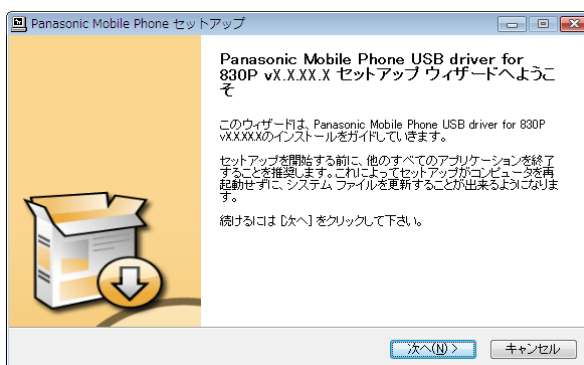 Panasonic Mobile Phone セットアップ
Panasonic Mobile Phone USB driver for
830P vX.X.XX.X セットアップ ウィザードへようこ
そ
このウィザードは、Panasonic Mobile Phone USB driver for 830P
vX.X.XX.Xのインストールをガイドしていきます。
セットアップを開始する前に、他のすべてのアプリケーションを終了
することを推奨します。これによってセットアップがコンピュータを再
起動せずに、システム ファイルを更新することが出来るようになりま
す。
続けるには [次へ] をクリックして下さい。
次へ(N) >
キャンセル